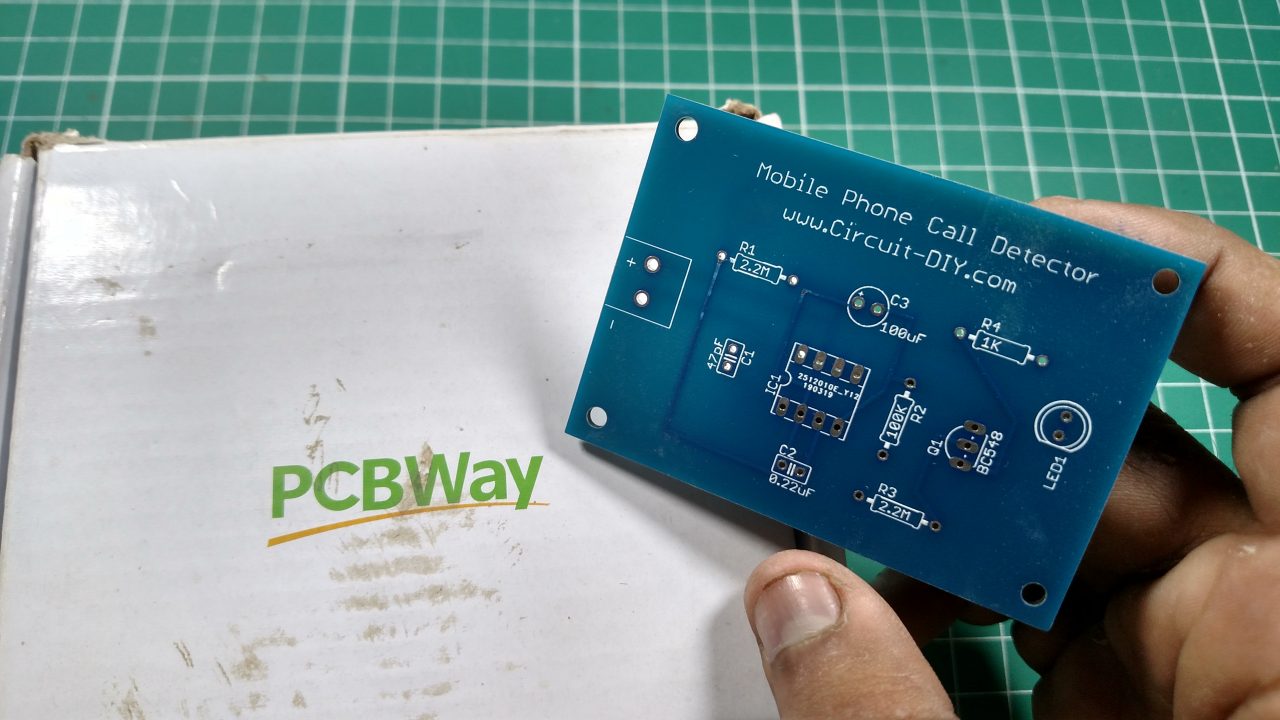 PCBWay
Mobile Phone Call Detector
www.Circuit-DIY.com
+
-
R1
2.2M
C3
+
100uF
R4
1K
47pF
C1
IC1
2512010E_Y12
190319
100K
R2
Q1
BC548
LED1
C2
0.22uF
R3
2.2M